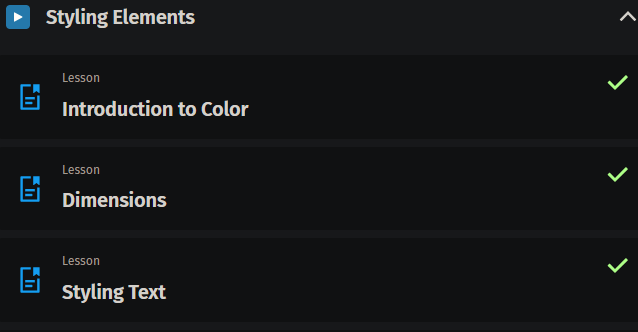 Styling Elements
Lesson
Introduction to Color
Lesson
Dimensions
Lesson
Styling Text